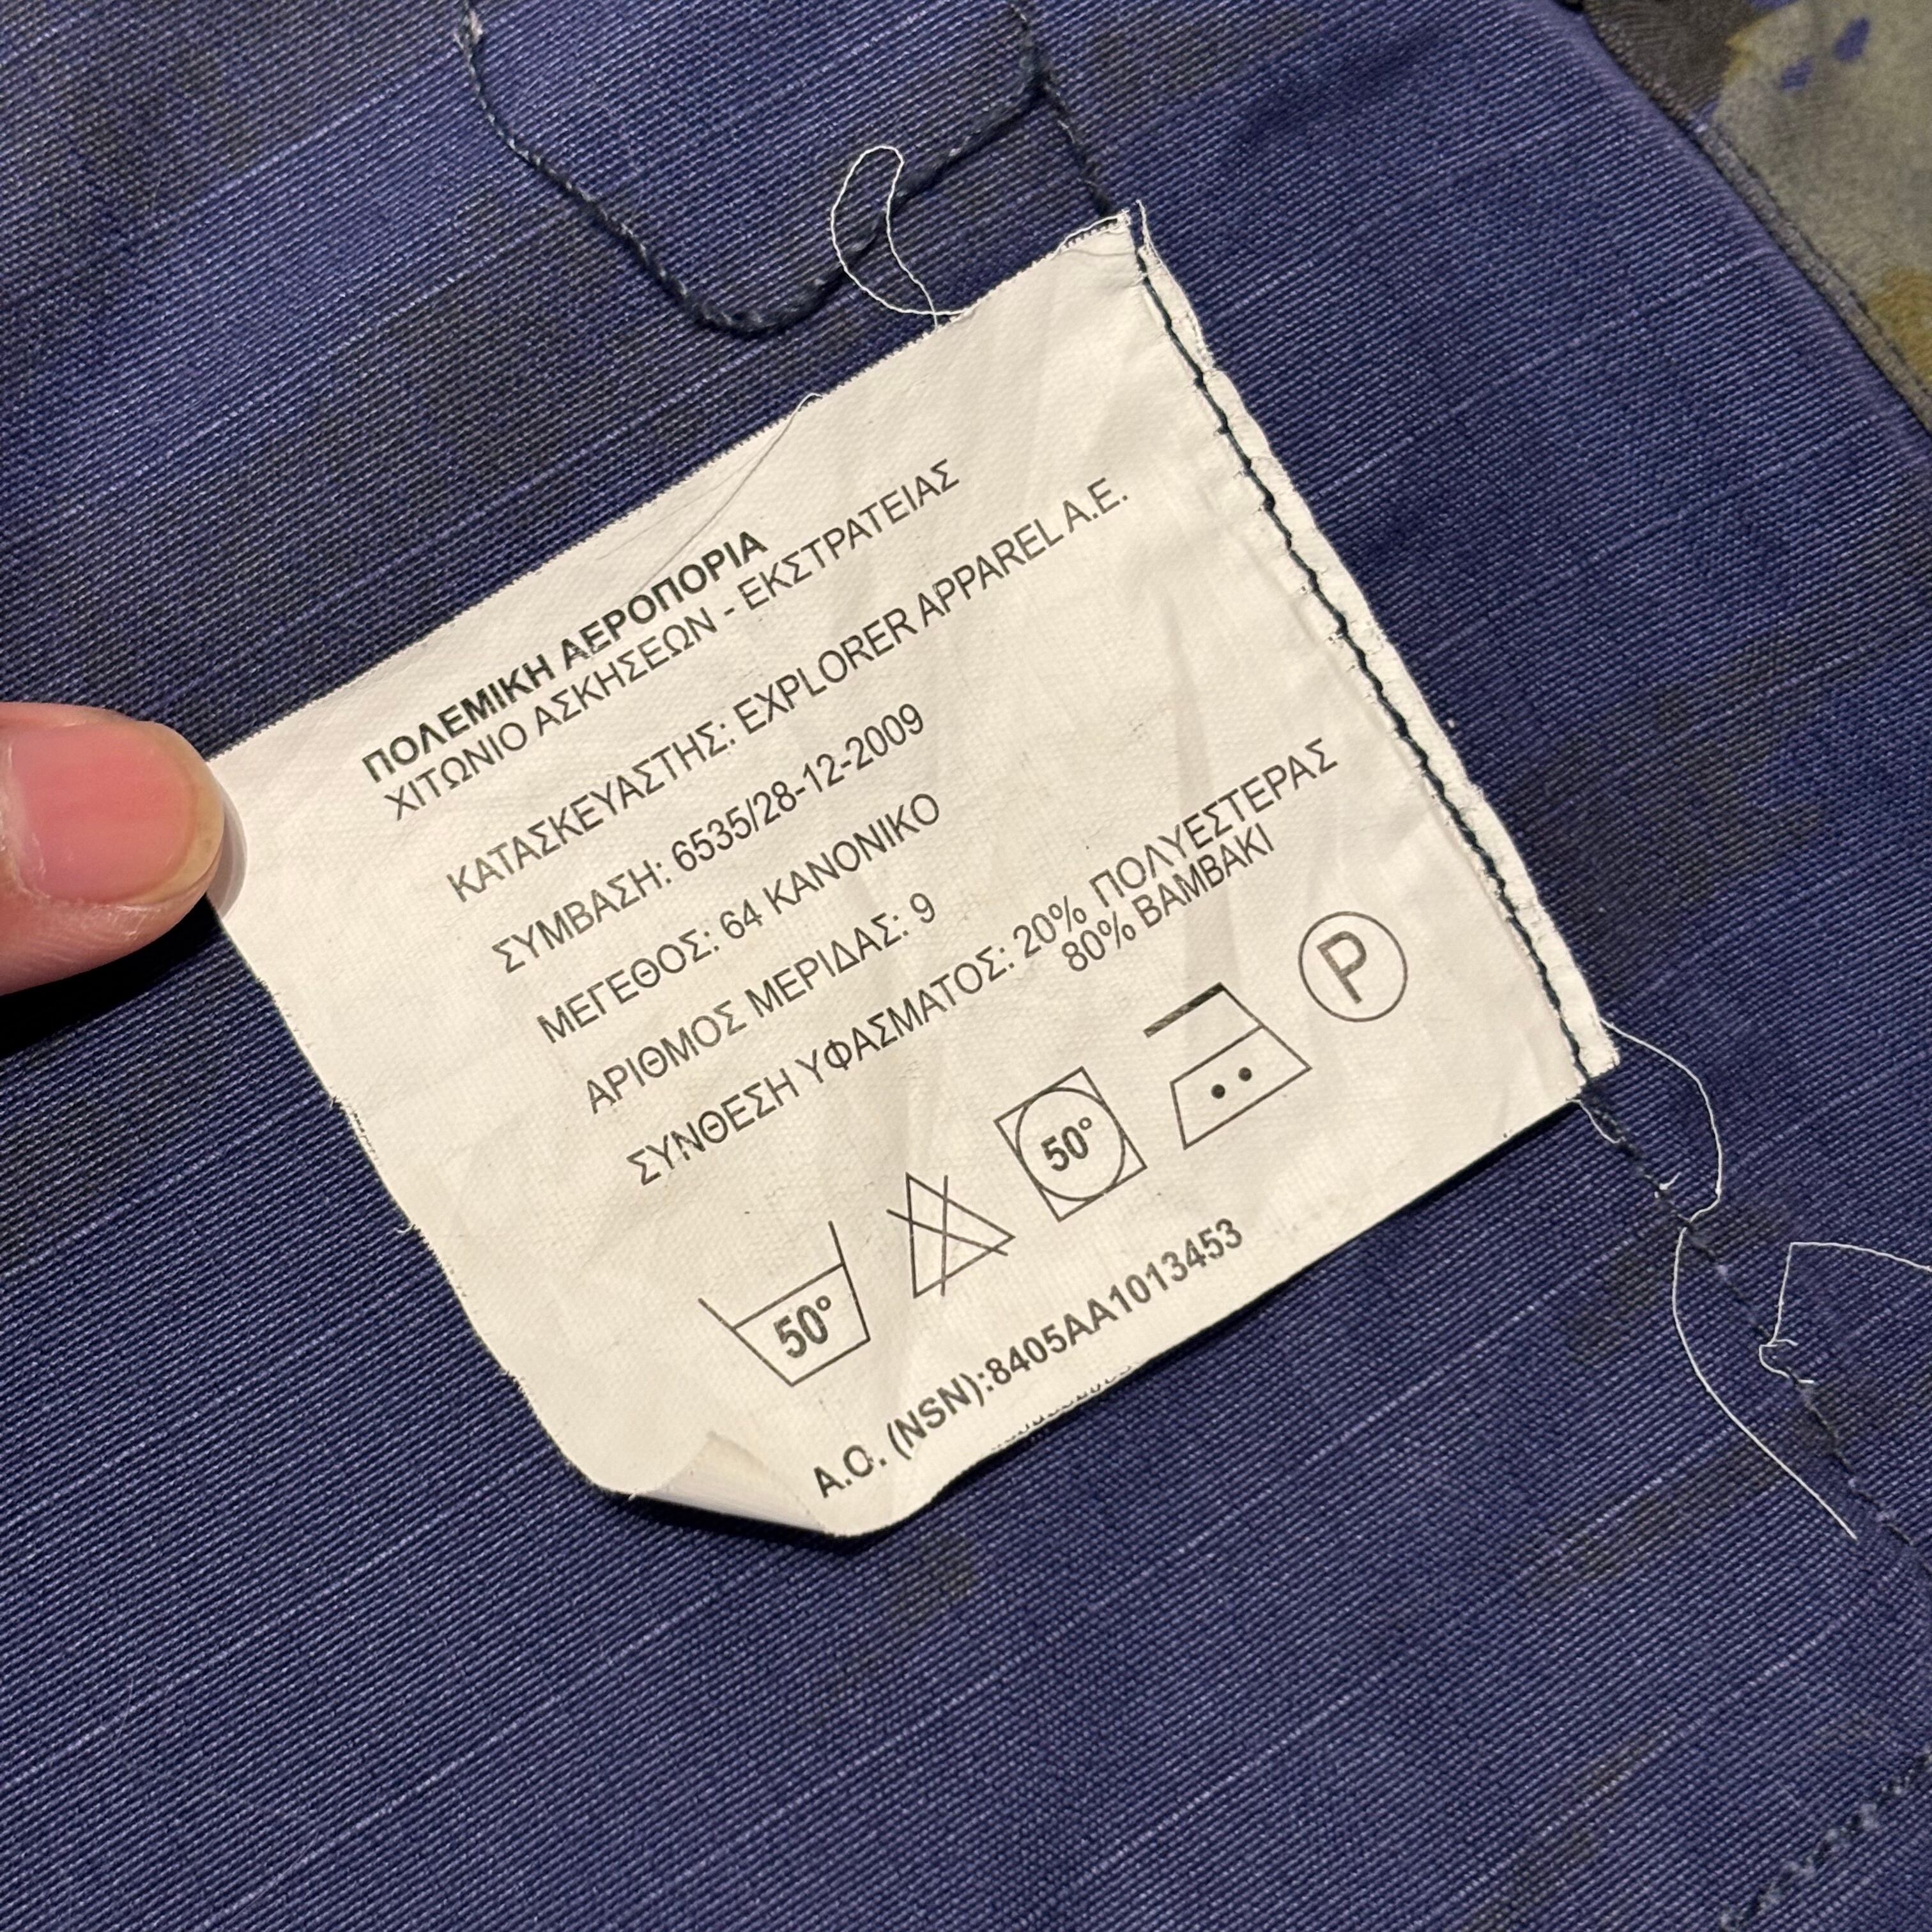 ΠΟΛΕΜΙΚΗ ΑΕΡΟΠΟΡΙΑ
ΧΙΤΩΝΙΟ ΑΣΚΗΣΕΩΝ - ΕΚΣΤΡΑΤΕΙΑΣ
ΚΑΤΑΣΚΕΥΑΣΤΗΣ: EXPLORER APPAREL A.E.
ΣΥΜΒΑΣΗ: 6535/28-12-2009
ΜΕΓΕΘΟΣ: 64 ΚΑΝΟΝΙΚΟ
ΑΡΙΘΜΟΣ ΜΕΡΙΔΑΣ: 9
ΣΥΝΘΕΣΗ ΥΦΑΣΜΑΤΟΣ: 20% ΠΟΛΥΕΣΤΕΡΑΣ
80% ΒΑΜΒΑΚΙ
50° 50° P
Α.Ο. (NSN):8405AA1013453